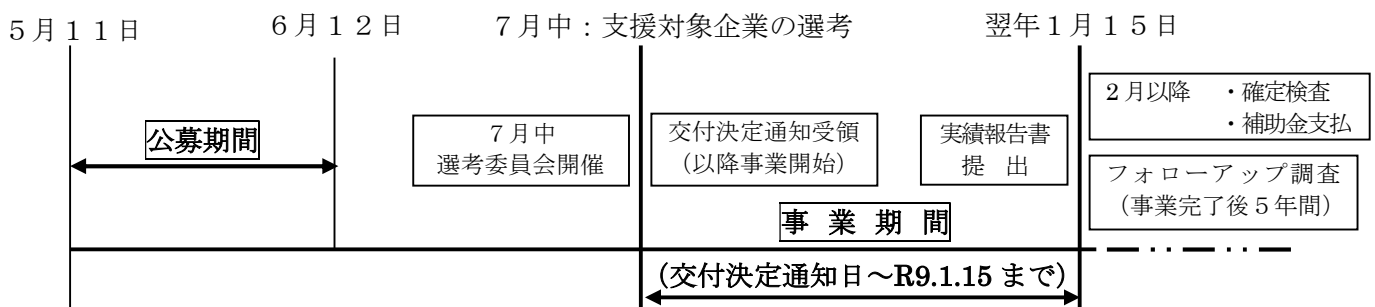 ５月１１日
６月１２日
７月中：支援対象企業の選考
翌年１月１５日
公募期間
７月中
選考委員会開催
交付決定通知受領
（以降事業開始）
実績報告書
提　出
2月以降　・確定検査
・補助金支払
フォローアップ調査
（事業完了後５年間）
事　業　期　間
（交付決定通知日～R9.1.15 まで）